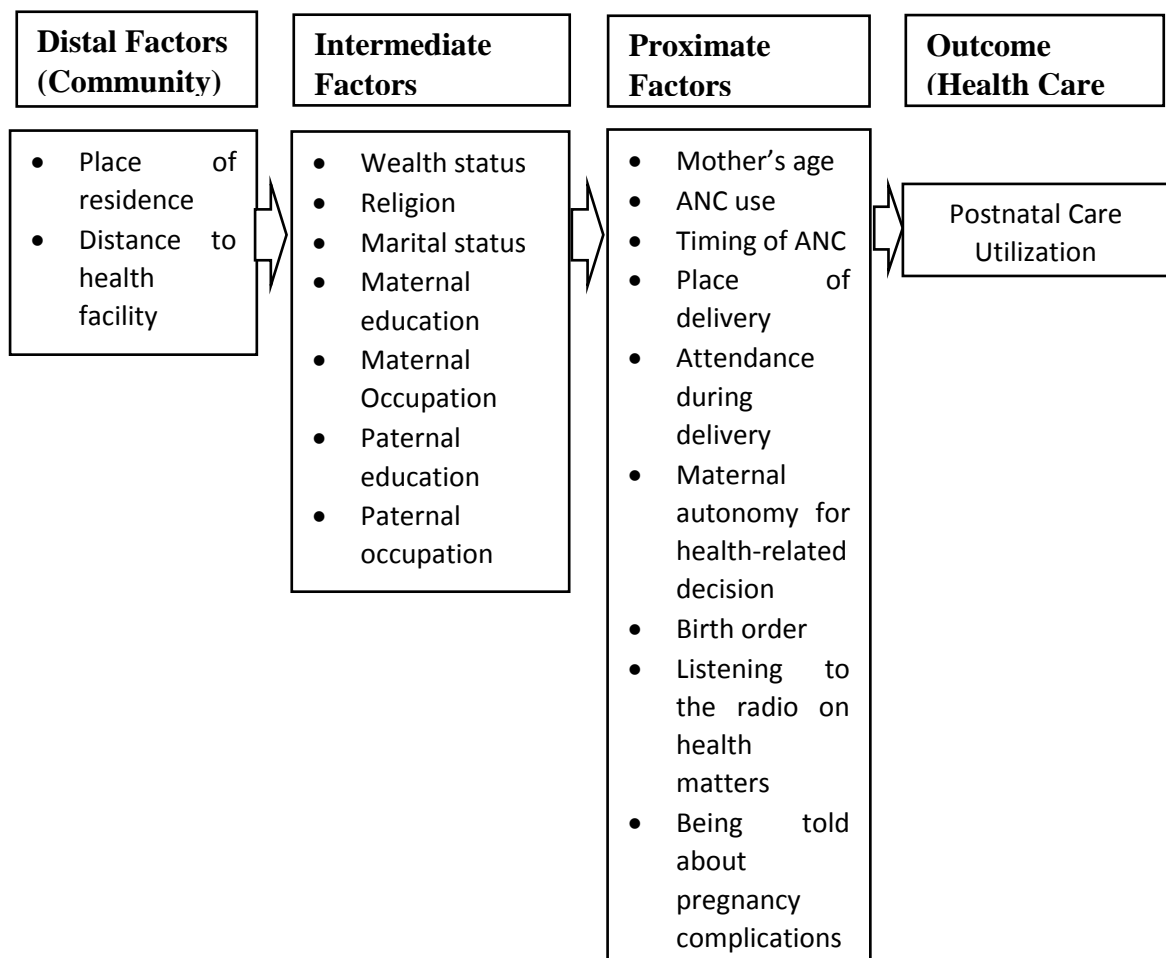 Distal Factors
(Community)
Intermediate
Factors
Proximate
Factors
Outcome
(Health Care
• Place of
residence
• Distance to
health
facility
• Wealth status
• Religion
• Marital status
• Maternal
education
• Maternal
Occupation
• Paternal
education
• Paternal
occupation
• Mother’s age
• ANC use
• Timing of ANC
• Place of
delivery
• Attendance
during
delivery
• Maternal
autonomy for
health-related
decision
• Birth order
• Listening to
the radio on
health
matters
• Being told
about
pregnancy
complications
Postnatal Care
Utilization